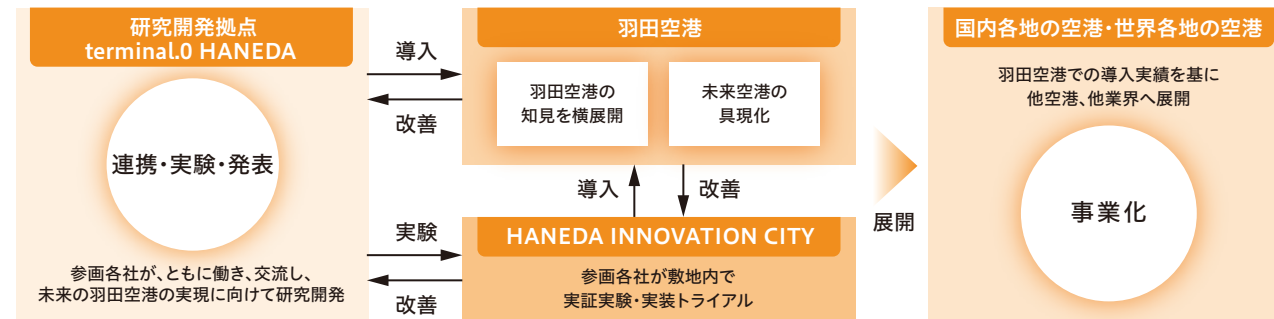 研究開発拠点
terminal.0 HANEDA
連携・実験・発表
参画各社が、ともに働き、交流し、
未来の羽田空港の実現に向けて研究開発
導入
改善
実験
改善
羽田空港
羽田空港の
知見を横展開
未来空港の
具現化
導入
改善
HANEDA INNOVATION CITY
参画各社が敷地内で
実証実験・実装トライアル
展開
国内各地の空港・世界各地の空港
羽田空港での導入実績を基に
他空港、他業界へ展開
事業化